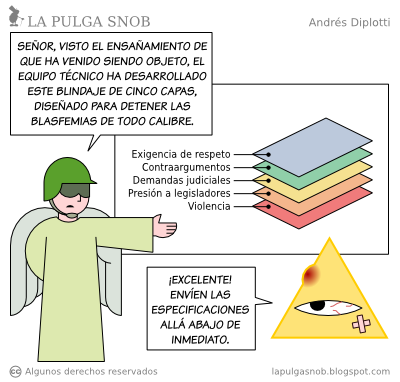 LA PULGA SNOB
Andrés Diplotti
SEÑOR, VISTO EL ENSAÑAMIENTO DE
QUE HA VENIDO SIENDO OBJETO, EL
EQUIPO TÉCNICO HA DESARROLLADO
ESTE BLINDAJE DE CINCO CAPAS,
DISEÑADO PARA DETENER LAS
BLASFEMIAS DE TODO CALIBRE.
Exigencia de respeto
Contraargumentos
Demandas judiciales
Presión a legisladores
Violencia
¡EXCELENTE!
ENVÍEN LAS
ESPECIFICACIONES
ALLÁ ABAJO DE
INMEDIATO.
cc Algunos derechos reservados
lapulgasnob.blogspot.com